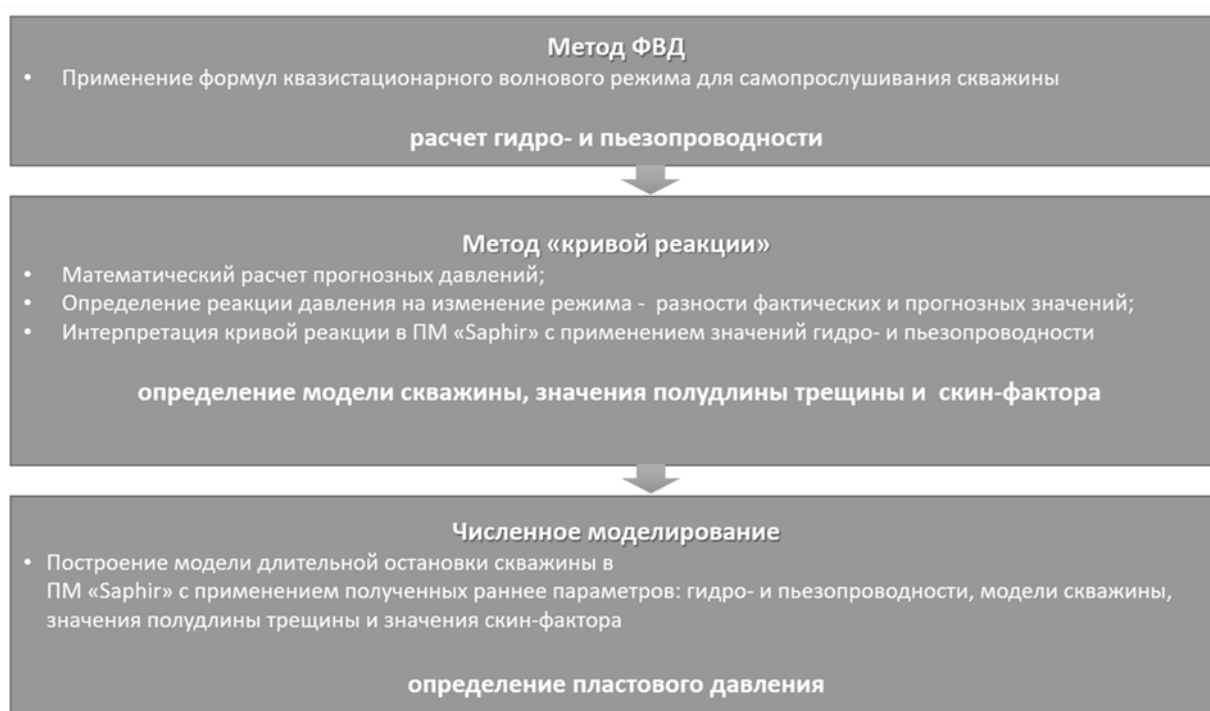 Метод ФВД
• Применение формул квазистационарного волнового режима для самопрослушивания скважины
расчет гидро- и пьезопроводности
Метод «кривой реакции»
• Математический расчет прогнозных давлений;
• Определение реакции давления на изменение режима - разности фактических и прогнозных значений;
• Интерпретация кривой реакции в ПМ «Saphir» с применением значений гидро- и пьезопроводности
определение модели скважины, значения полудлины трещины и скин-фактора
Численное моделирование
• Построение модели длительной остановки скважины в
ПМ «Saphir» с применением полученных раннее параметров: гидро- и пьезопроводности, модели скважины,
значения полудлины трещины и значения скин-фактора
определение пластового давления